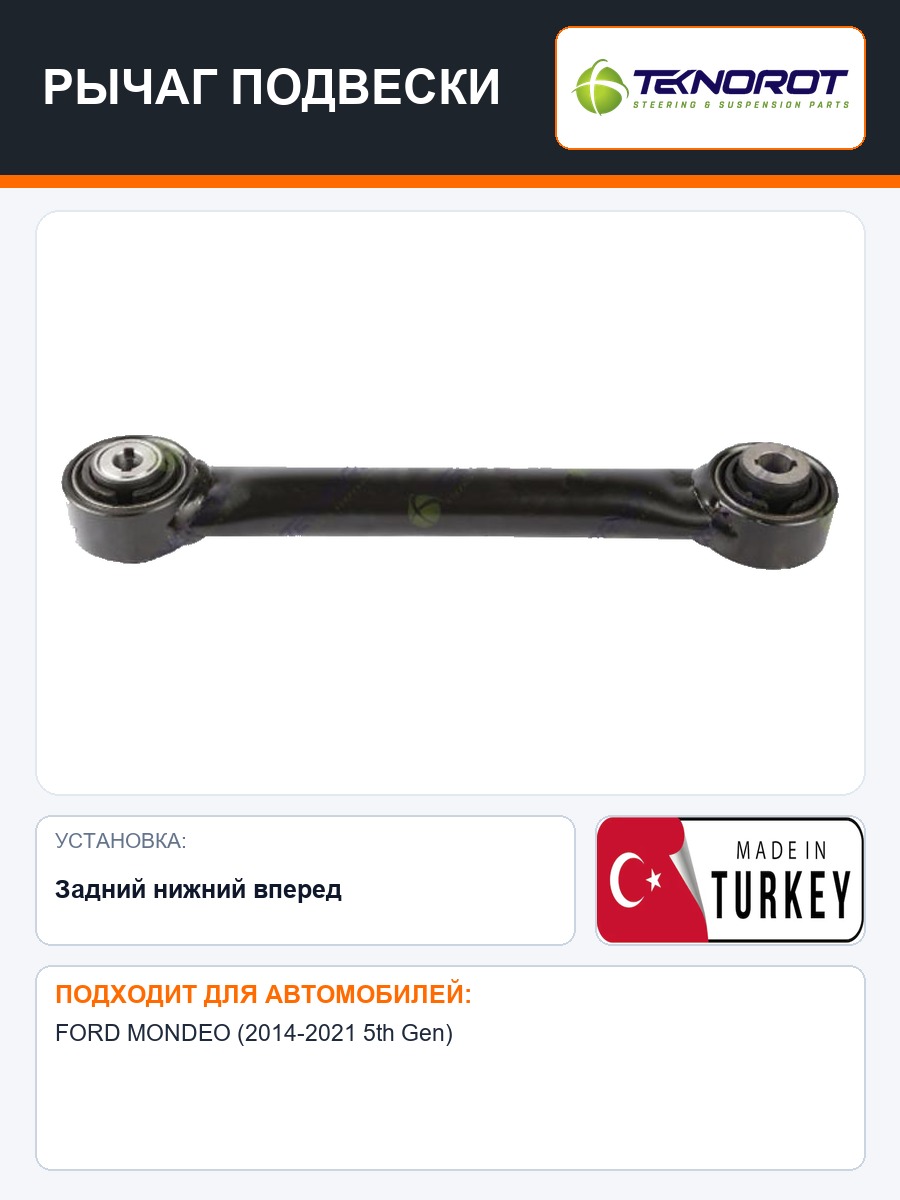 РЫЧАГ ПОДВЕСКИ
TEKNOROT
STEERING & SUSPENSION PARTS
УСТАНОВКА:
Задний нижний вперед
MADE IN
TURKEY
ПОДХОДИТ ДЛЯ АВТОМОБИЛЕЙ:
FORD MONDEO (2014-2021 5th Gen)